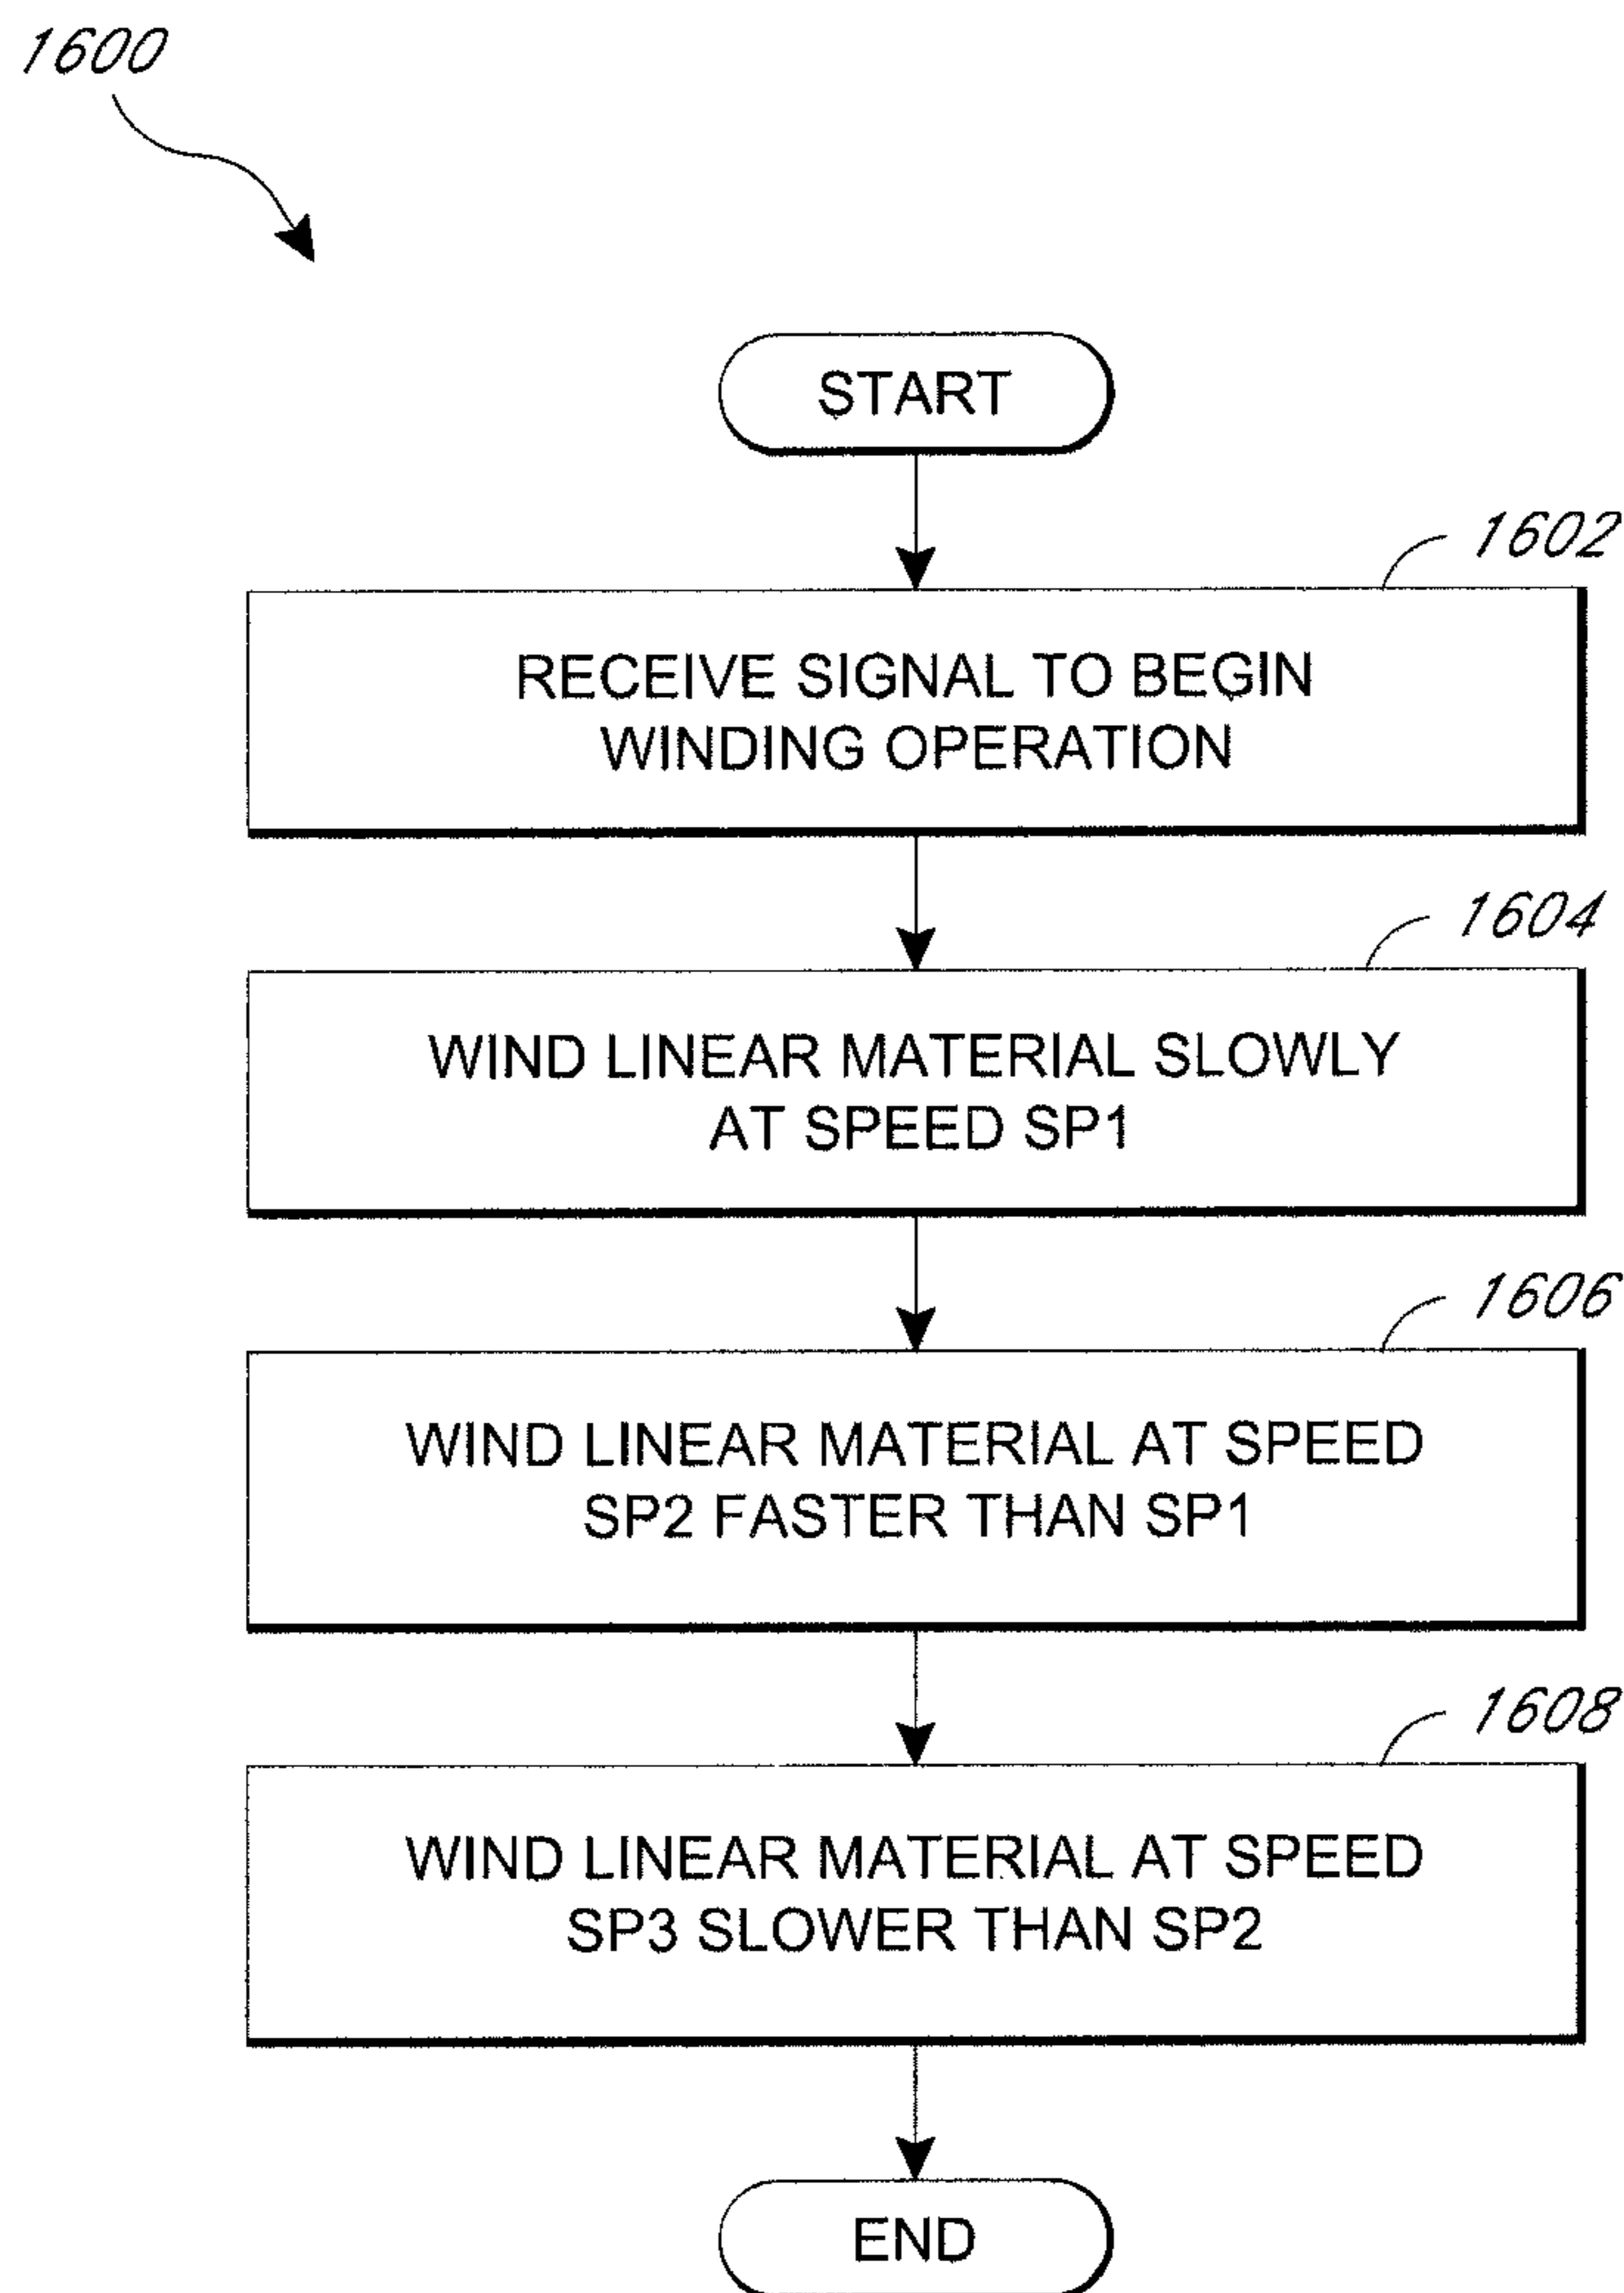 1600
START
1602
RECEIVE SIGNAL TO BEGIN
WINDING OPERATION
1604
WIND LINEAR MATERIAL SLOWLY
AT SPEED SP1
1606
WIND LINEAR MATERIAL AT SPEED
SP2 FASTER THAN SP1
1608
WIND LINEAR MATERIAL AT SPEED
SP3 SLOWER THAN SP2
END